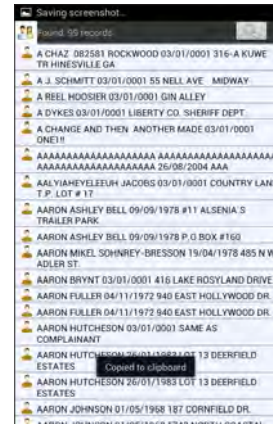 Saving screenshot...
Found: 99 records
A CHAZ 082581 ROCKWOOD 03/01/0001 316-A KUWE
TR HINESVILLE GA
A J. SCHMITT 03/01/0001 55 NELL AVE MIDWAY
A REEL HOOSIER 03/01/0001 GIN ALLEY
A DYKES 03/01/0001 LIBERTY CO. SHERIFF DEPT
A CHANGE AND THEN ANOTHER MADE 03/01/0001
ONE1!!
AAAAAAAAAAAAAAAAAAAA AAAAAAAAAAAAAAAAAAA
AAAAAAAAAAAAAAAAAAAA 26/08/2004 AAA
AALYIAHEYELEEUH JACOBS 03/01/0001 COUNTRY LAN
T.P. LOT # 17
AARON ASHLEY BELL 09/09/1978 #11 ALSENIA'S
TRAILER PARK
AARON ASHLEY BELL 09/09/1978 P.O BOX #160
AARON MIKEL SOHNREY-BRESSON 19/04/1978 485 N W
ADLER ST.
AARON BRYNT 03/01/0001 416 LAKE ROSYLAND DRIVE
AARON FULLER 04/11/1972 940 EAST HOLLYWOOD DR.
AARON FULLER 04/11/1972 940 EAST HOLLYWOOD DR
AARON HUTCHESON 03/01/0001 SAME AS
COMPLAINANT
AARON HUTCHESON 26/01/1983 LOT 13 DEERFIELD
ESTATES
Copied to clipboard
AARON HUTCHESON 26/01/1983 LOT 13 DEERFIELD
ESTATES
AARON JOHNSON 01/05/1968 187 CORNFIELD DR.